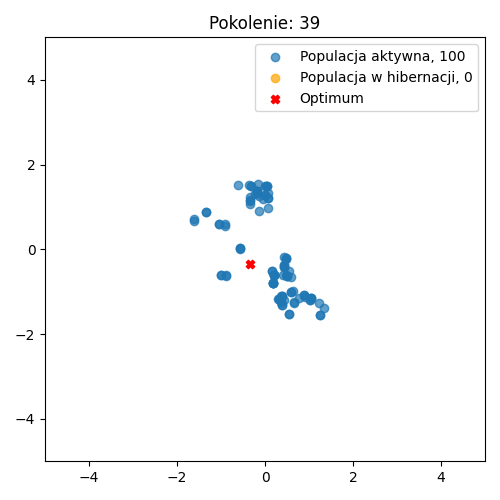 Pokolenie: 39
Populacja aktywna, 100
Populacja w hibernacji, 0
Optimum
4
2
0
−2
−4
−4 −2 0 2 4